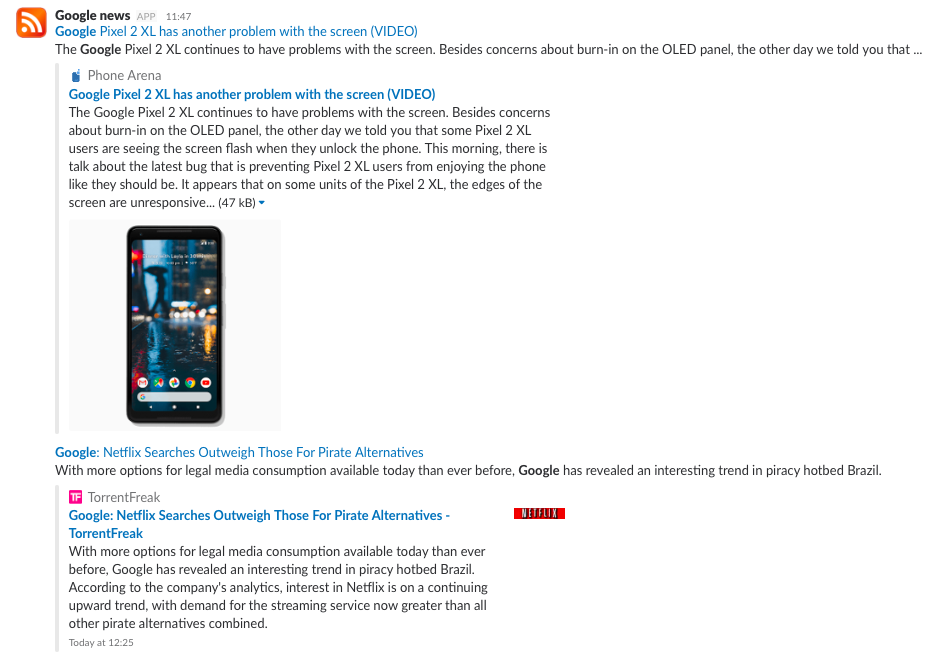 Google news APP 11:47
Google Pixel 2 XL has another problem with the screen (VIDEO)
The Google Pixel 2 XL continues to have problems with the screen. Besides concerns about burn-in on the OLED panel, the other day we told you that ...
Phone Arena
Google Pixel 2 XL has another problem with the screen (VIDEO)
The Google Pixel 2 XL continues to have problems with the screen. Besides concerns
about burn-in on the OLED panel, the other day we told you that some Pixel 2 XL
users are seeing the screen flash when they unlock the phone. This morning, there is
talk about the latest bug that is preventing Pixel 2 XL users from enjoying the phone
like they should be. It appears that on some units of the Pixel 2 XL, the edges of the
screen are unresponsive... (47 kB)
G
Google: Netflix Searches Outweigh Those For Pirate Alternatives
With more options for legal media consumption available today than ever before, Google has revealed an interesting trend in piracy hotbed Brazil.
TF TorrentFreak
Google: Netflix Searches Outweigh Those For Pirate Alternatives -
TorrentFreak
NETFLIX
With more options for legal media consumption available today than ever
before, Google has revealed an interesting trend in piracy hotbed Brazil.
According to the company's analytics, interest in Netflix is on a continuing
upward trend, with demand for the streaming service now greater than all
other pirate alternatives combined.
Today at 12:25